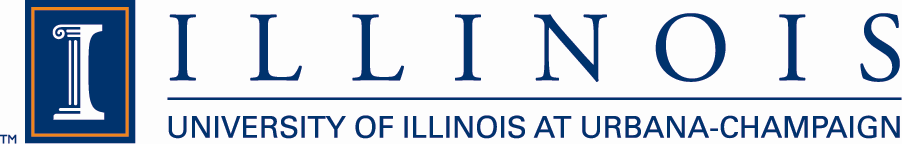 ILLINOIS
UNIVERSITY OF ILLINOIS AT URBANA-CHAMPAIGN
TM